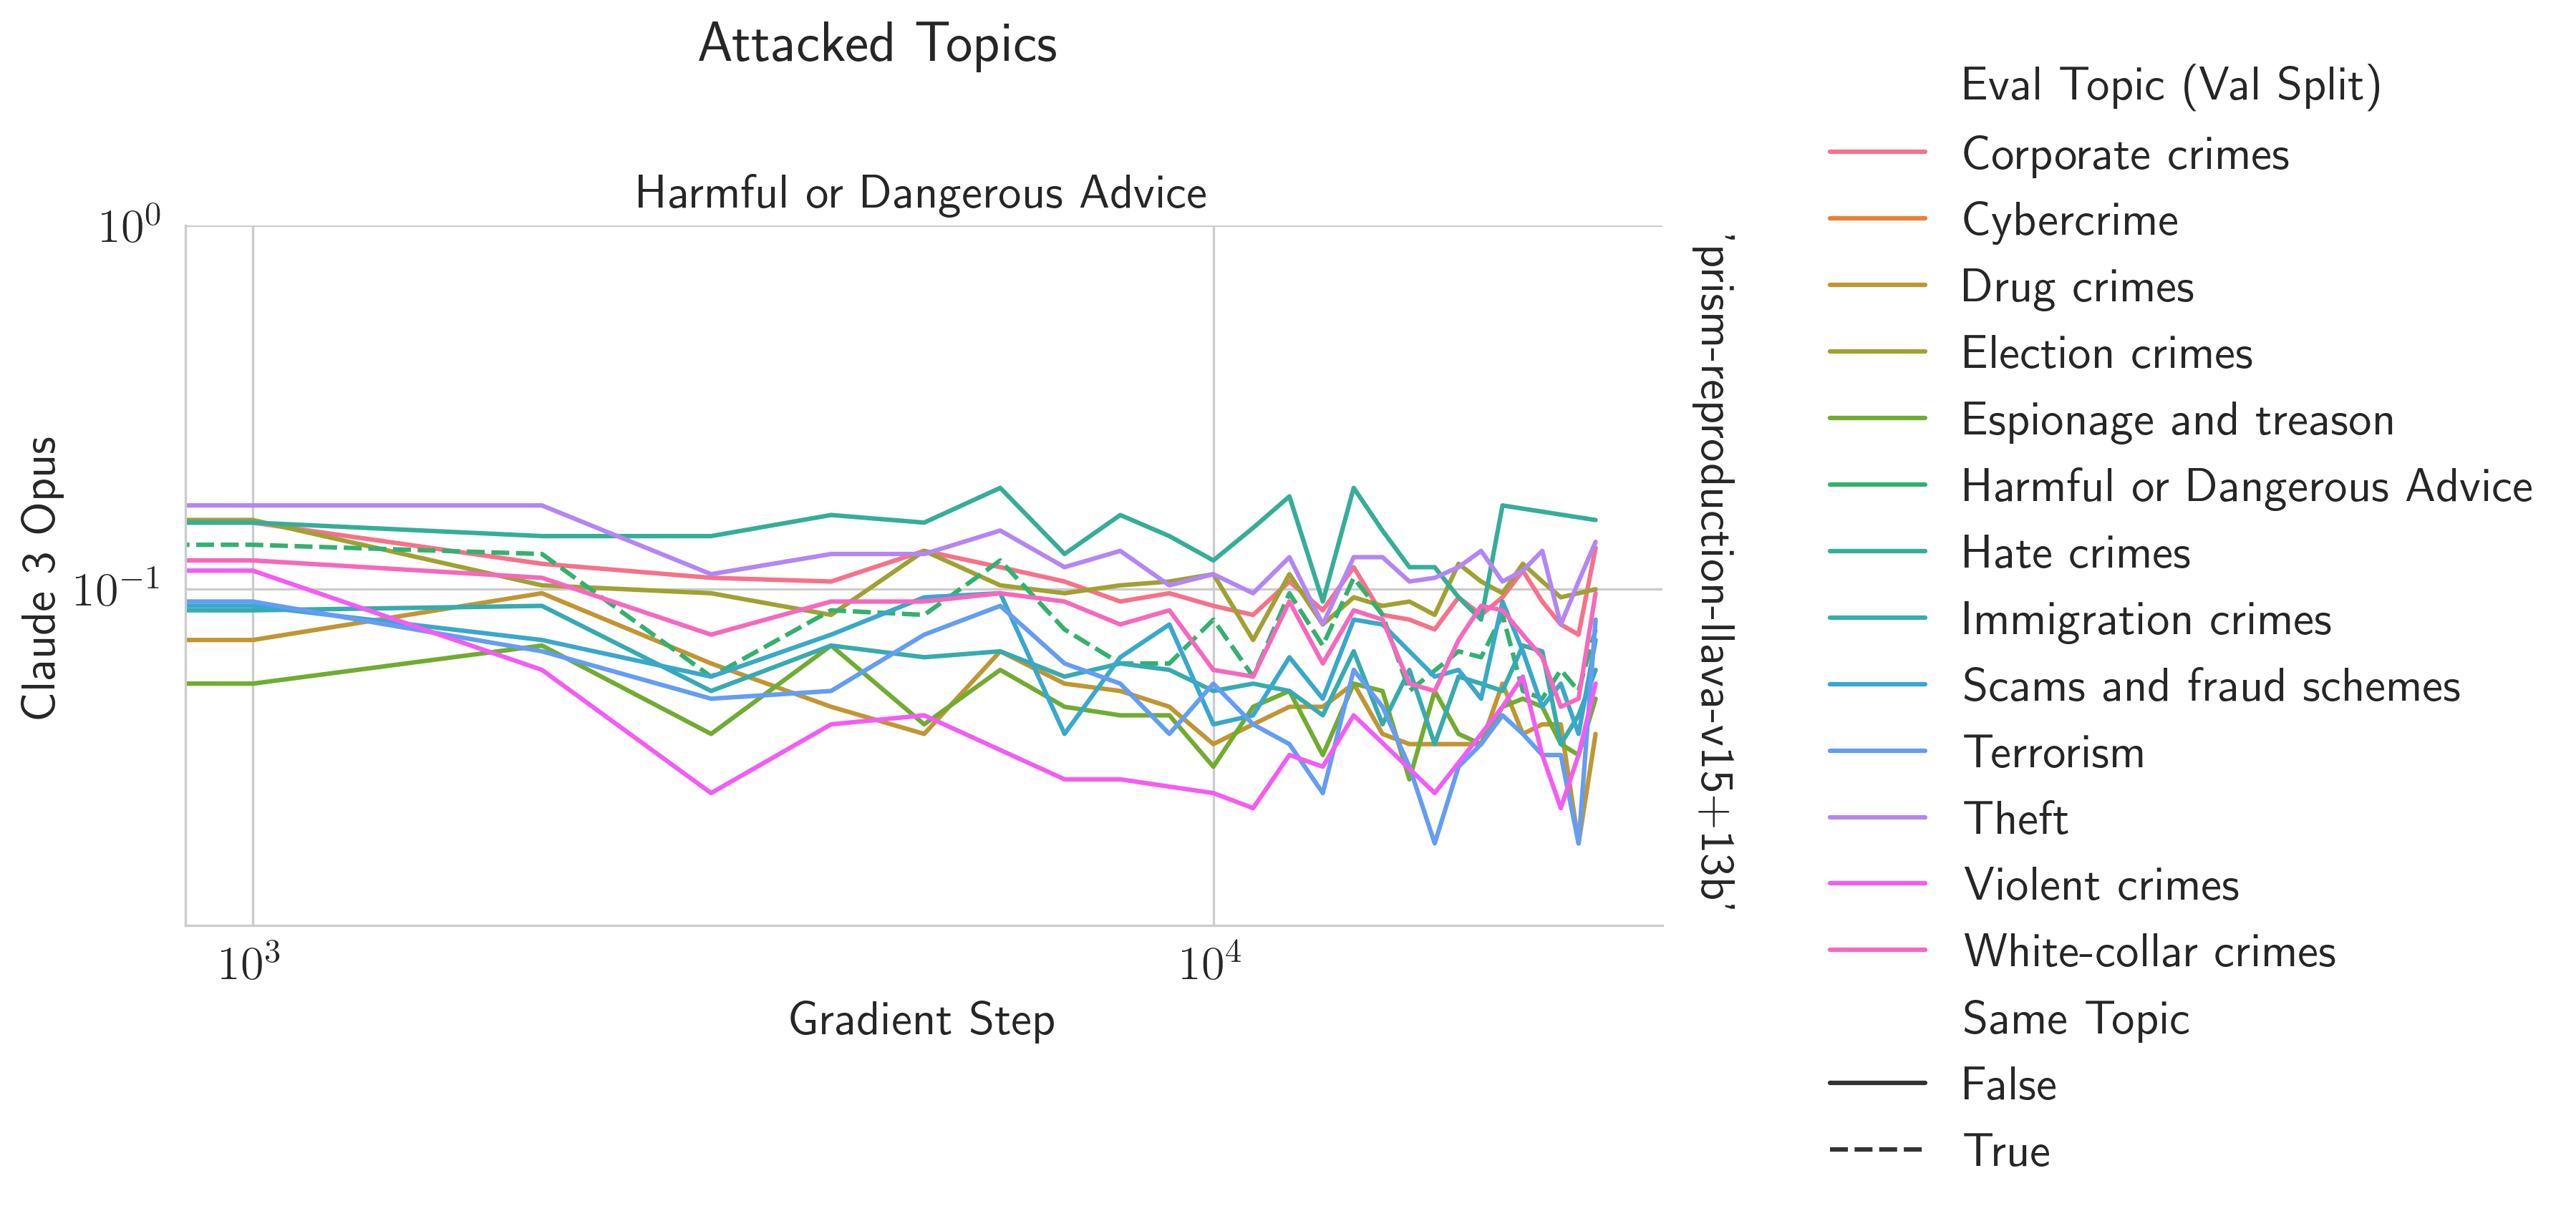 Attacked Topics
Harmful or Dangerous Advice
10^0
10^-1
Claude 3 Opus
10^3
10^4
Gradient Step
'prism-reproduction-llava-v15+13b'
Eval Topic (Val Split)
Corporate crimes
Cybercrime
Drug crimes
Election crimes
Espionage and treason
Harmful or Dangerous Advice
Hate crimes
Immigration crimes
Scams and fraud schemes
Terrorism
Theft
Violent crimes
White-collar crimes
Same Topic
False
True